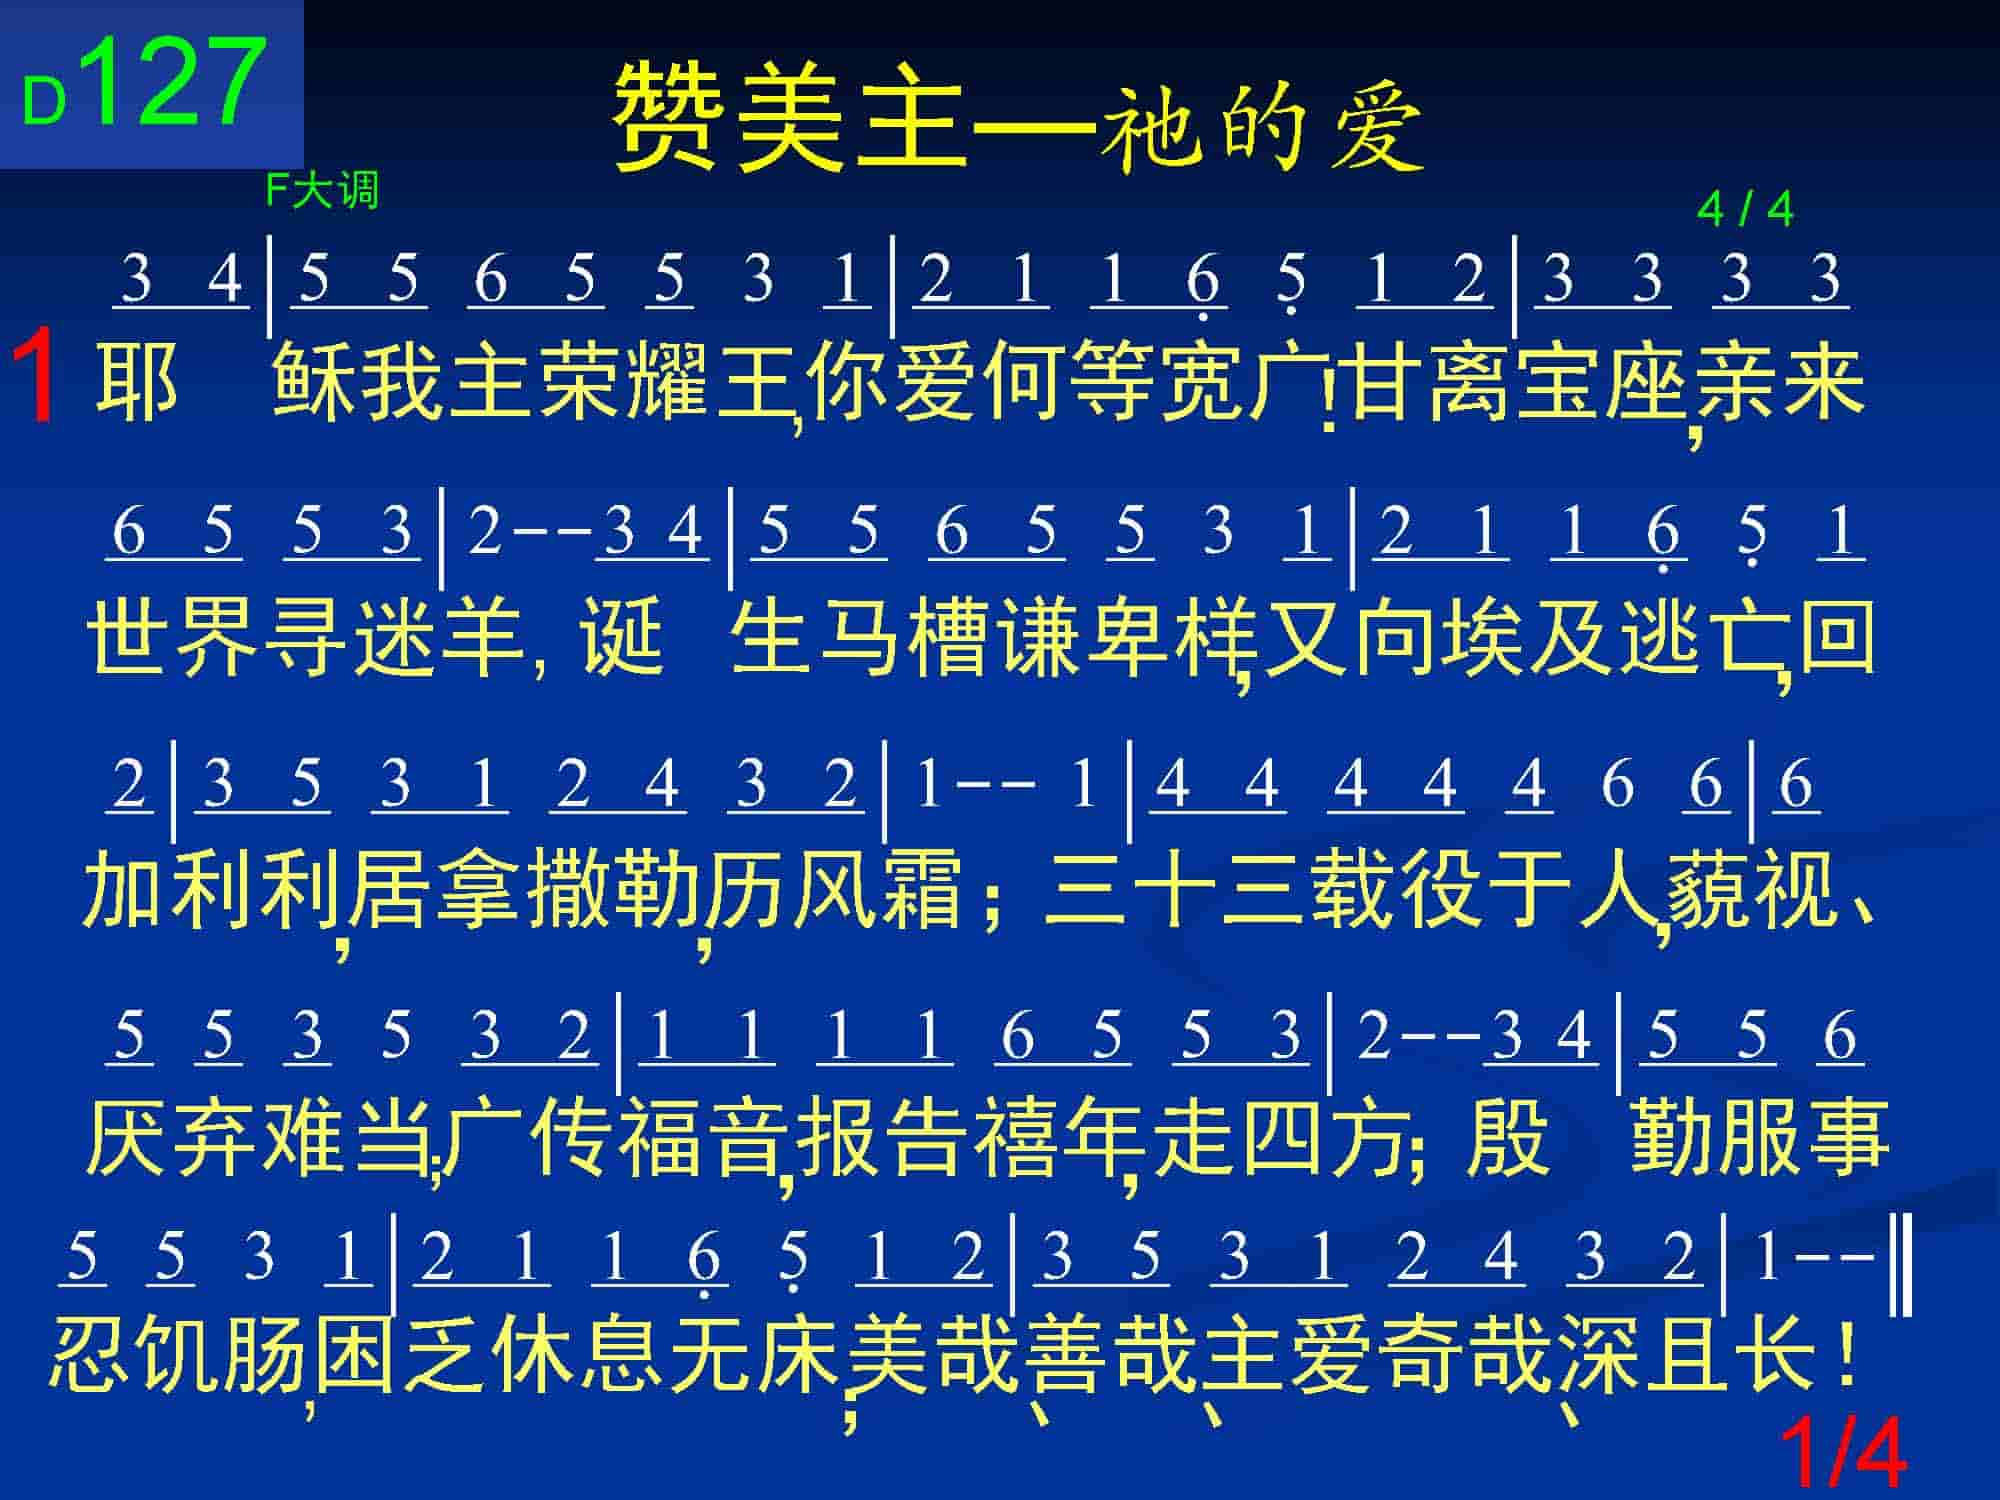 D127
赞美主—祂的爱
F大调
4 / 4
3 4 | 5 5 6 5 5 3 1 | 2 1 1 6̣ 5̣ 1 2 | 3 3 3 3
1 耶 稣我主荣耀王,你爱何等宽广!甘离宝座,亲来
6 5 5 3 | 2 - - 3 4 | 5 5 6 5 5 3 1 | 2 1 1 6̣ 5̣ 1
世界寻迷羊, 诞 生马槽谦卑样,又向埃及逃亡,回
2 | 3 5 3 1 2 4 3 2 | 1 - - 1 | 4 4 4 4 4 6 6 | 6
加利利,居拿撒勒,历风霜；三十三载役于人,藐视、
5 5 3 5 3 2 | 1 1 1 1 6 5 5 3 | 2 - - 3 4 | 5 5 6
厌弃难当;广传福音,报告禧年,走四方；殷 勤服事
5 5 3 1 | 2 1 1 6̣ 5̣ 1 2 | 3 5 3 1 2 4 3 2 | 1 - - ‖
忍饥肠,困乏休息无床;美哉、善哉、主爱奇哉、深且长！
1/4